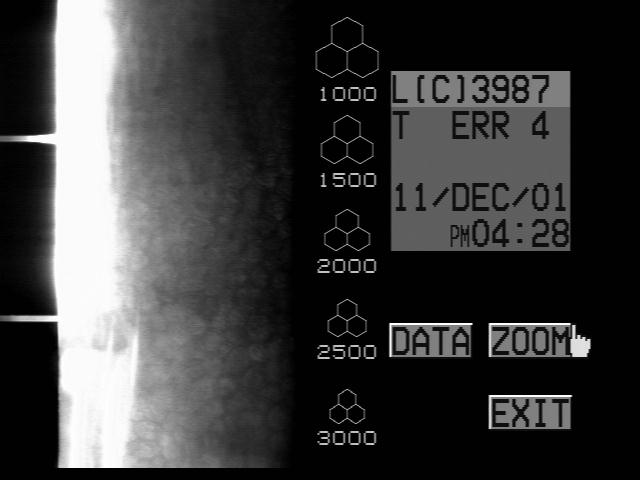 1000
1500
2000
2500
3000
L[C]3987
T ERR 4
11/DEC/01
PM04:28
DATA
ZOOM
EXIT